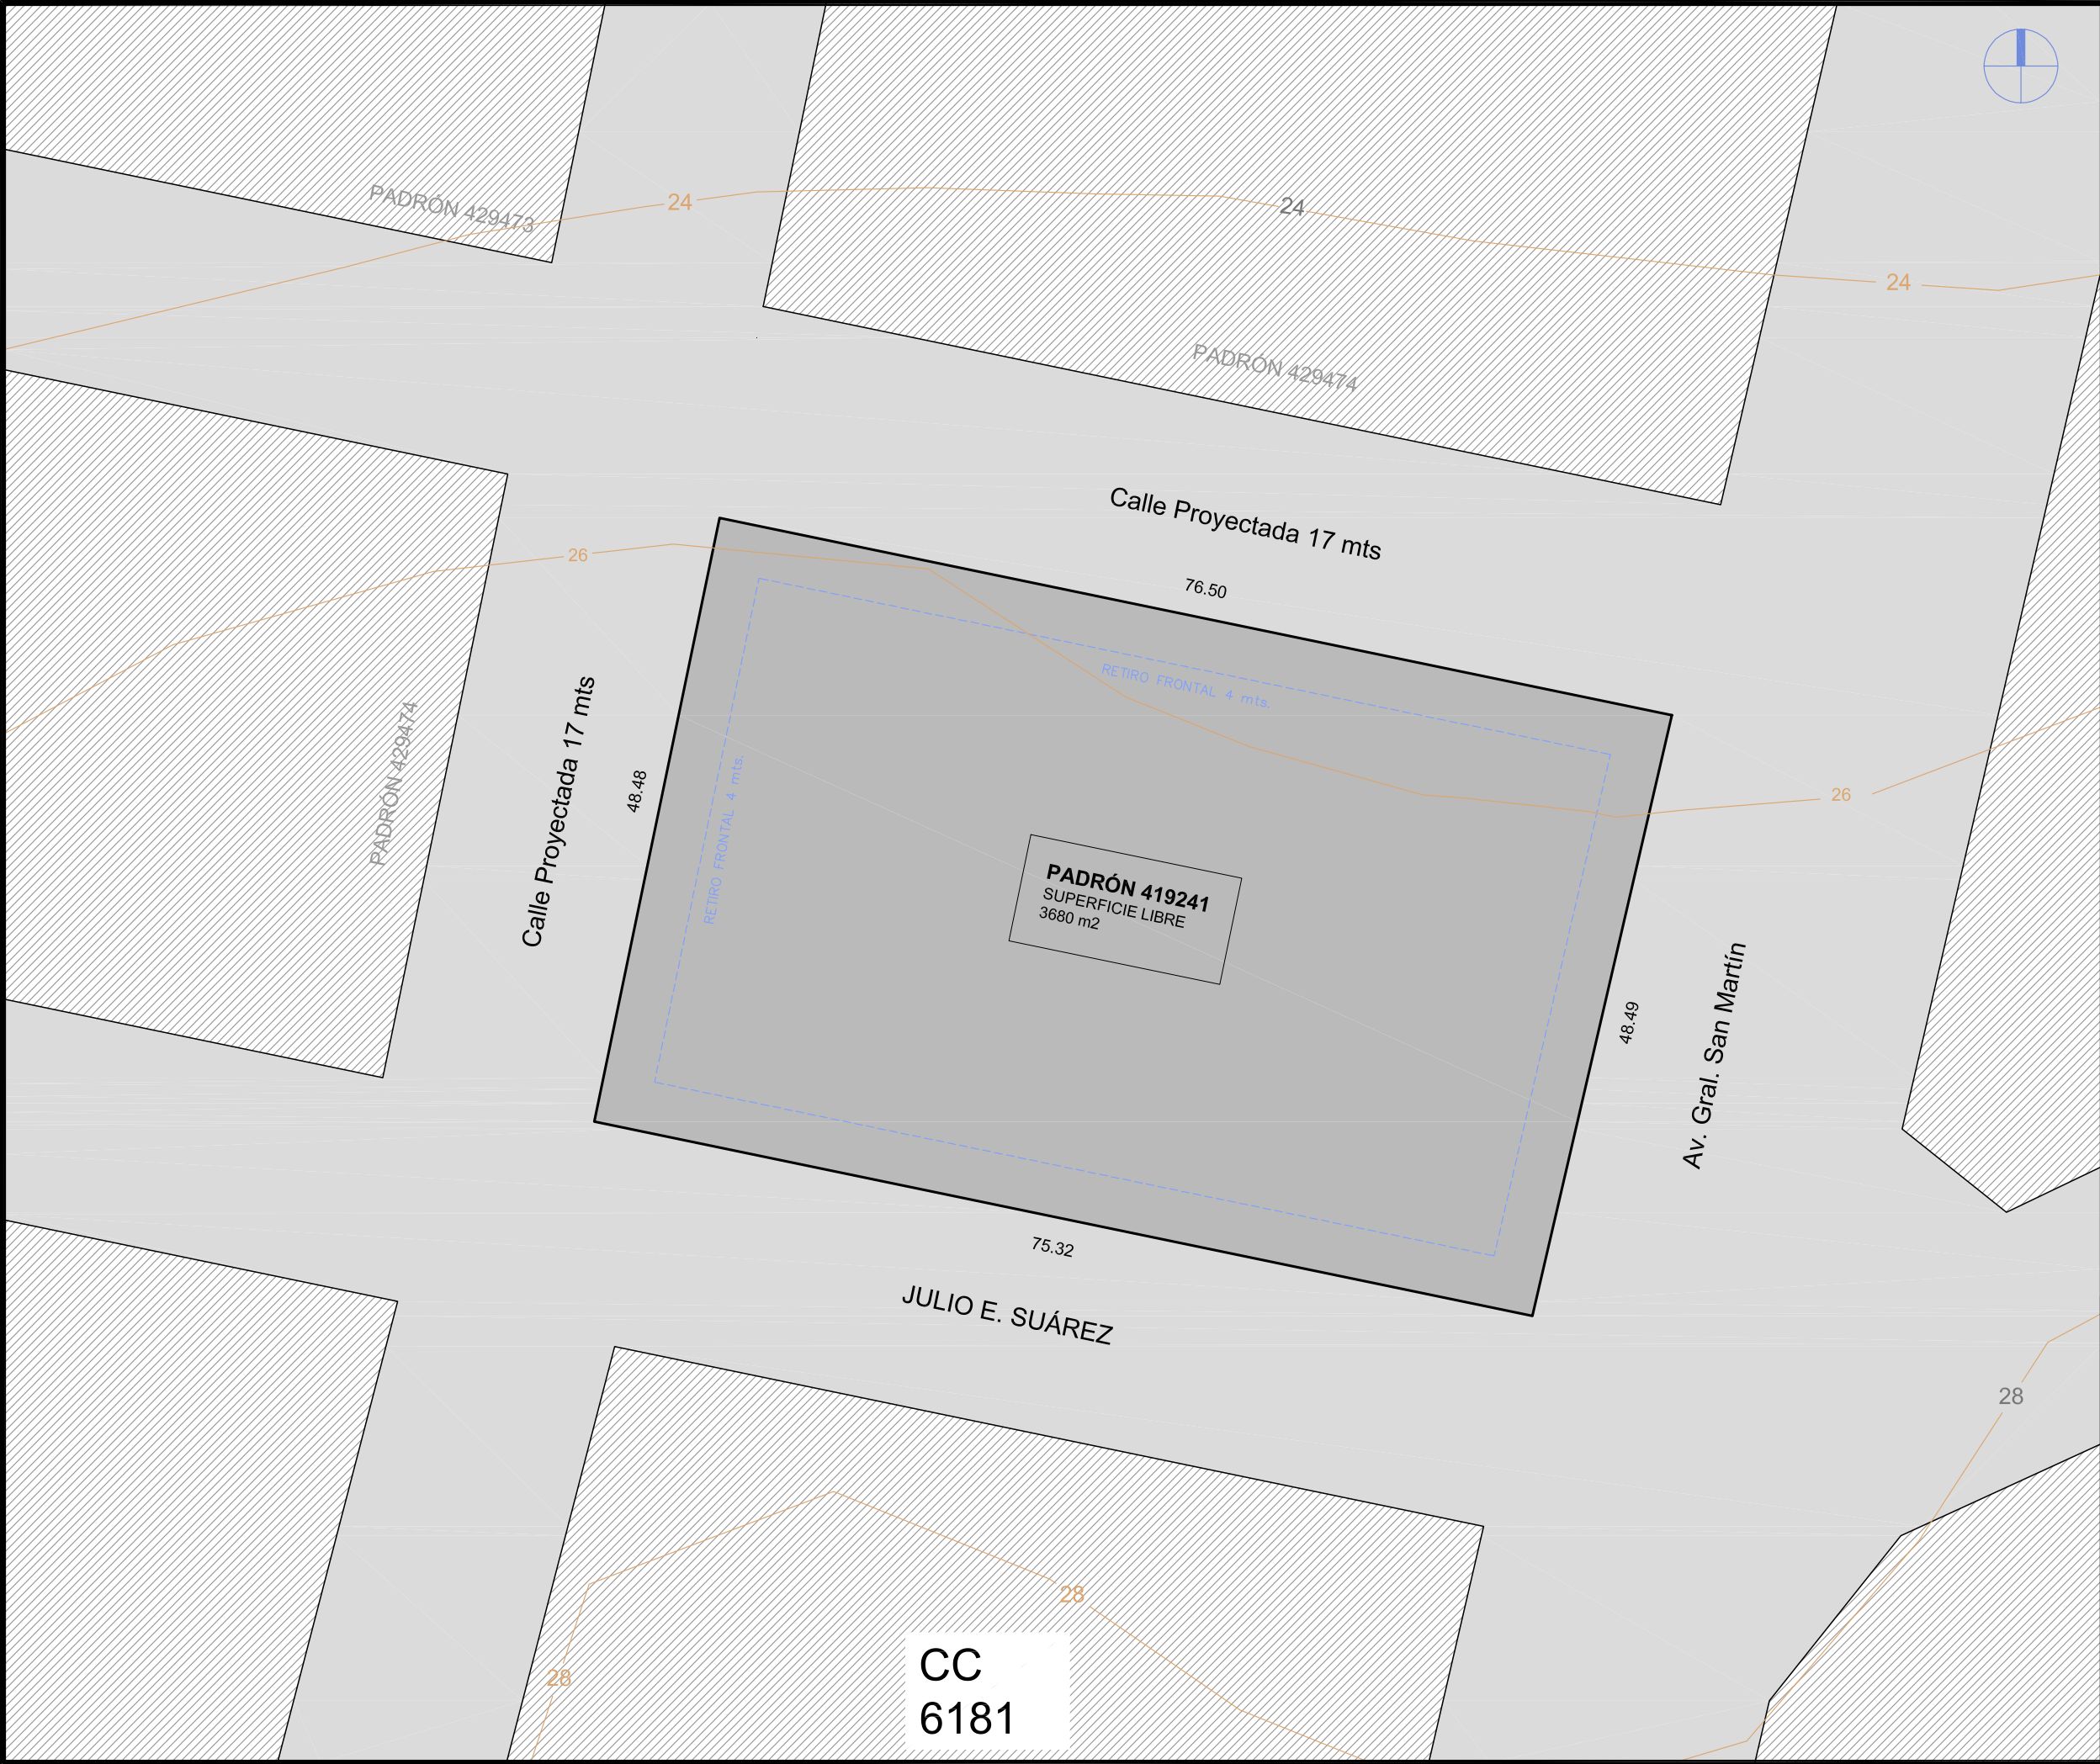 PADRÓN 429473
24
24
24
PADRÓN 429474
Calle Proyectada 17 mts
76.50
26
RETIRO FRONTAL 4 mts.
Calle Proyectada 17 mts
48.48
PADRÓN 429474
RETIRO FRONTAL 4 mts.
26
PADRÓN 419241
SUPERFICIE LIBRE
3680 m2
48.49
Av. Gral. San Martín
75.32
JULIO E. SUÁREZ
28
28
28
CC
6181